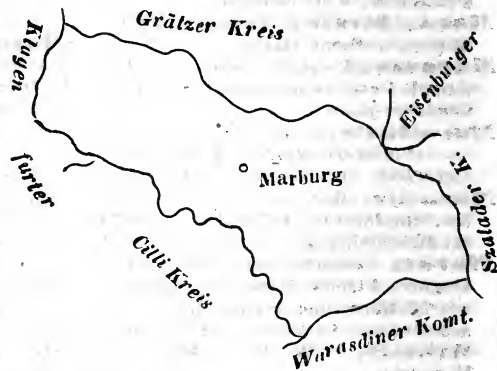 Grätzer Kreis
Klagen
furter
Eisenburger
Szalader K.
Marburg
Cilli Kreis
Warasdiner Komt.